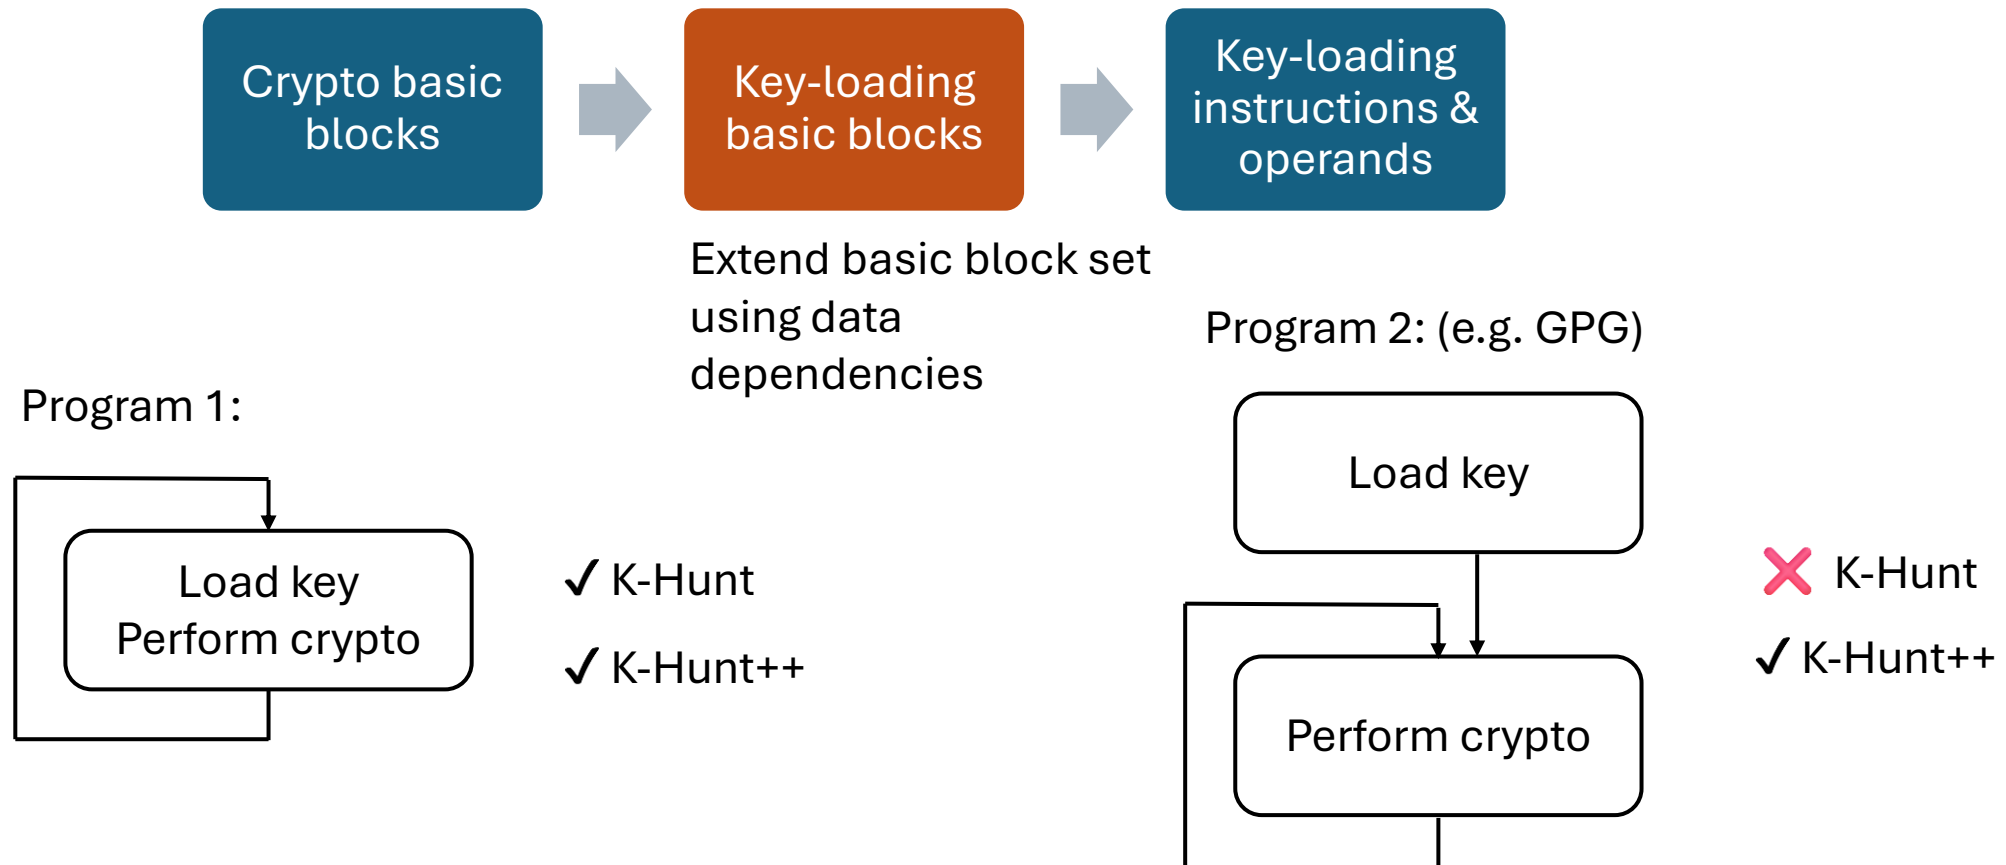 Crypto basic
blocks
Key-loading
basic blocks
Key-loading
instructions &
operands
Extend basic block set
using data
dependencies
Program 1:
Load key
Perform crypto
✓ K-Hunt
✓ K-Hunt++
Program 2: (e.g. GPG)
Load key
Perform crypto
❌ K-Hunt
✓ K-Hunt++